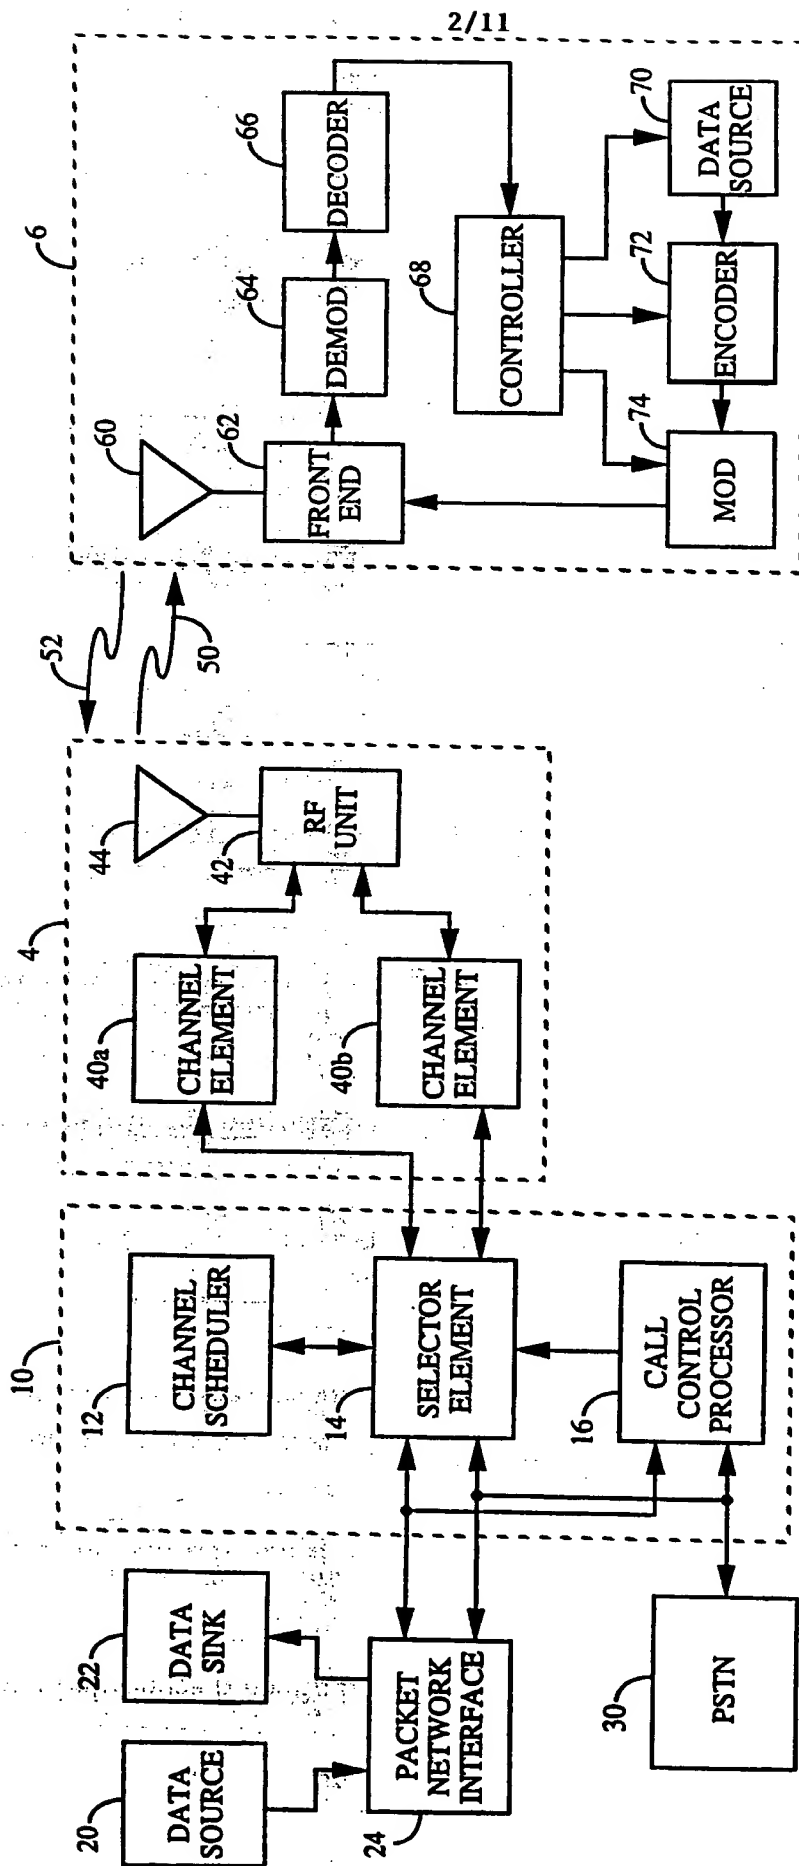 2/11
6
60
62
FRONT
END
64
DEMOD
66
DECODER
68
CONTROLLER
70
DATA
SOURCE
72
ENCODER
74
MOD
52
50
4
44
42
RF
UNIT
40a
CHANNEL
ELEMENT
40b
CHANNEL
ELEMENT
10
12
CHANNEL
SCHEDULER
14
SELECTOR
ELEMENT
16
CALL
CONTROL
PROCESSOR
20
DATA
SOURCE
22
DATA
SINK
24
PACKET
NETWORK
INTERFACE
30
PSTN